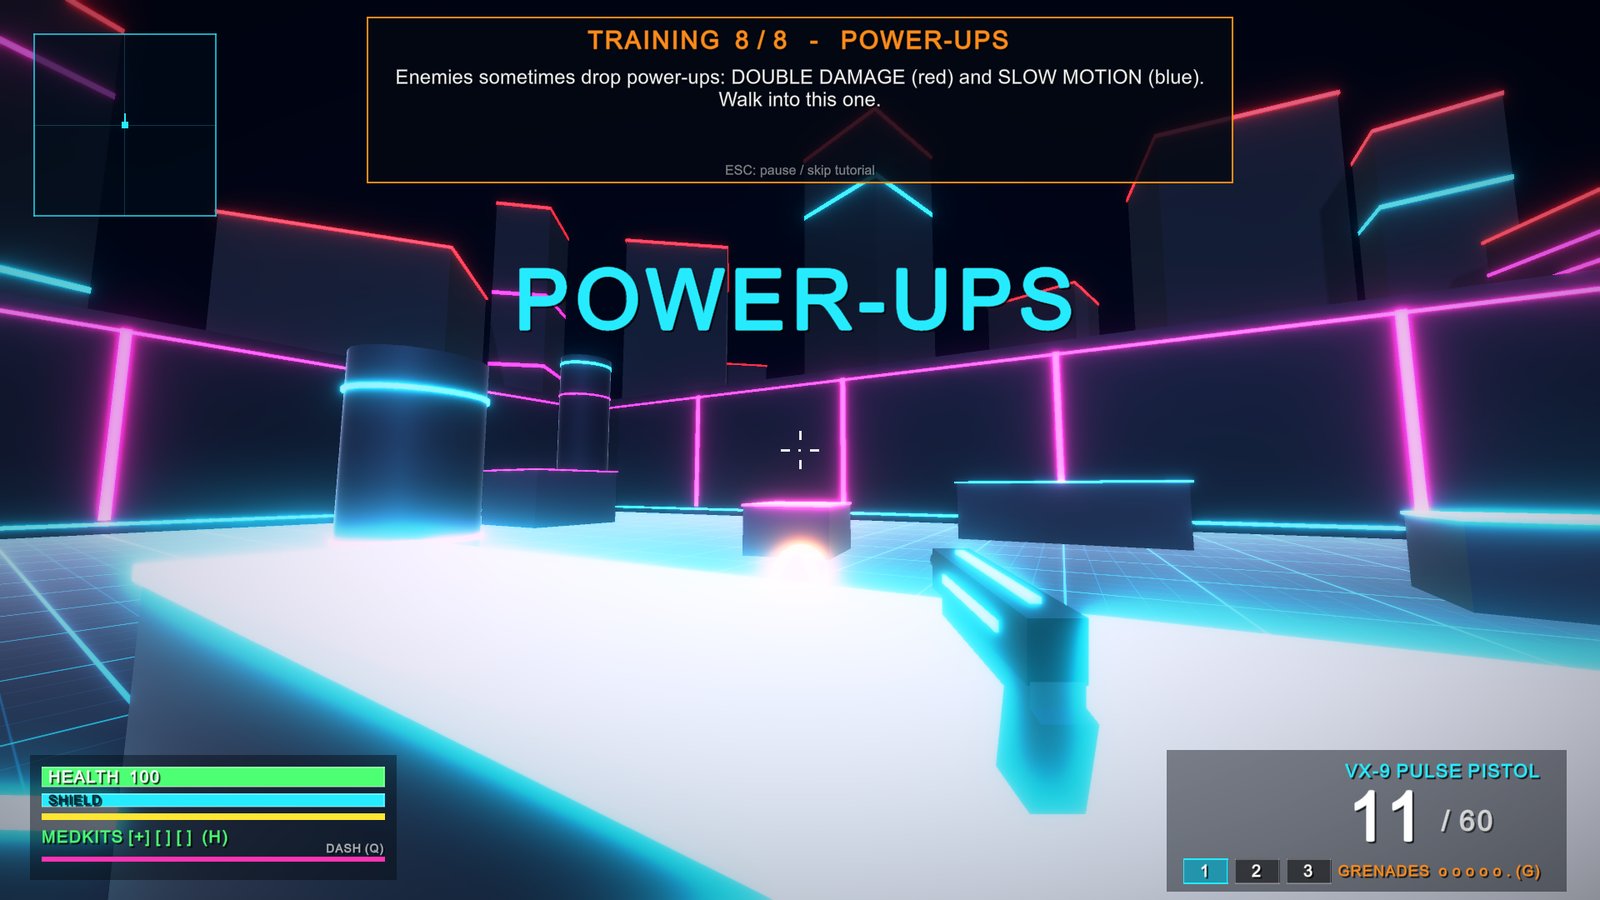 TRAINING 8 / 8 - POWER-UPS
Enemies sometimes drop power-ups: DOUBLE DAMAGE (red) and SLOW MOTION (blue).
Walk into this one.
ESC: pause / skip tutorial
POWER-UPS
HEALTH 100
SHIELD
MEDKITS [+] [ ] [ ] (H)
DASH (Q)
VX-9 PULSE PISTOL
11 / 60
1 2 3 GRENADES o o o o o . (G)